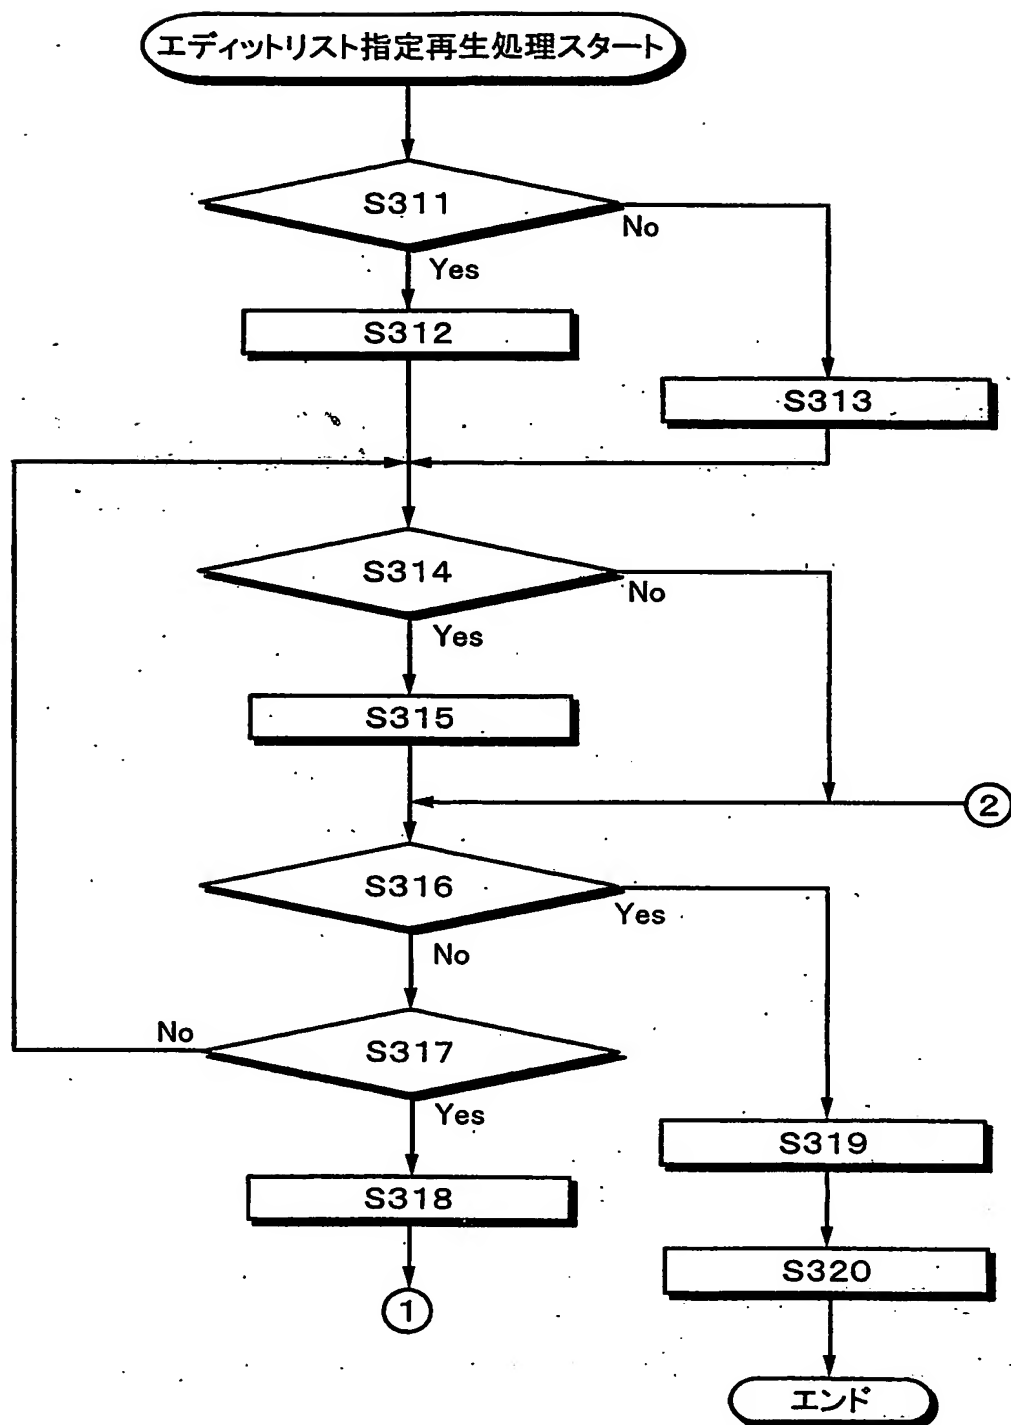 エディットリスト指定再生処理スタート
S311
No
Yes
S312
S313
S314
No
Yes
S315
②
S316
Yes
No
No
S317
Yes
S319
S318
S320
①
エンド